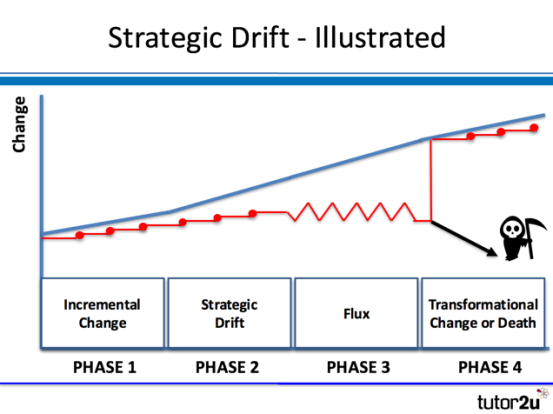 Strategic Drift - Illustrated
Change
Incremental
Change
Strategic
Drift
Flux
Transformational
Change or Death
PHASE 1
PHASE 2
PHASE 3
PHASE 4
tutor2u